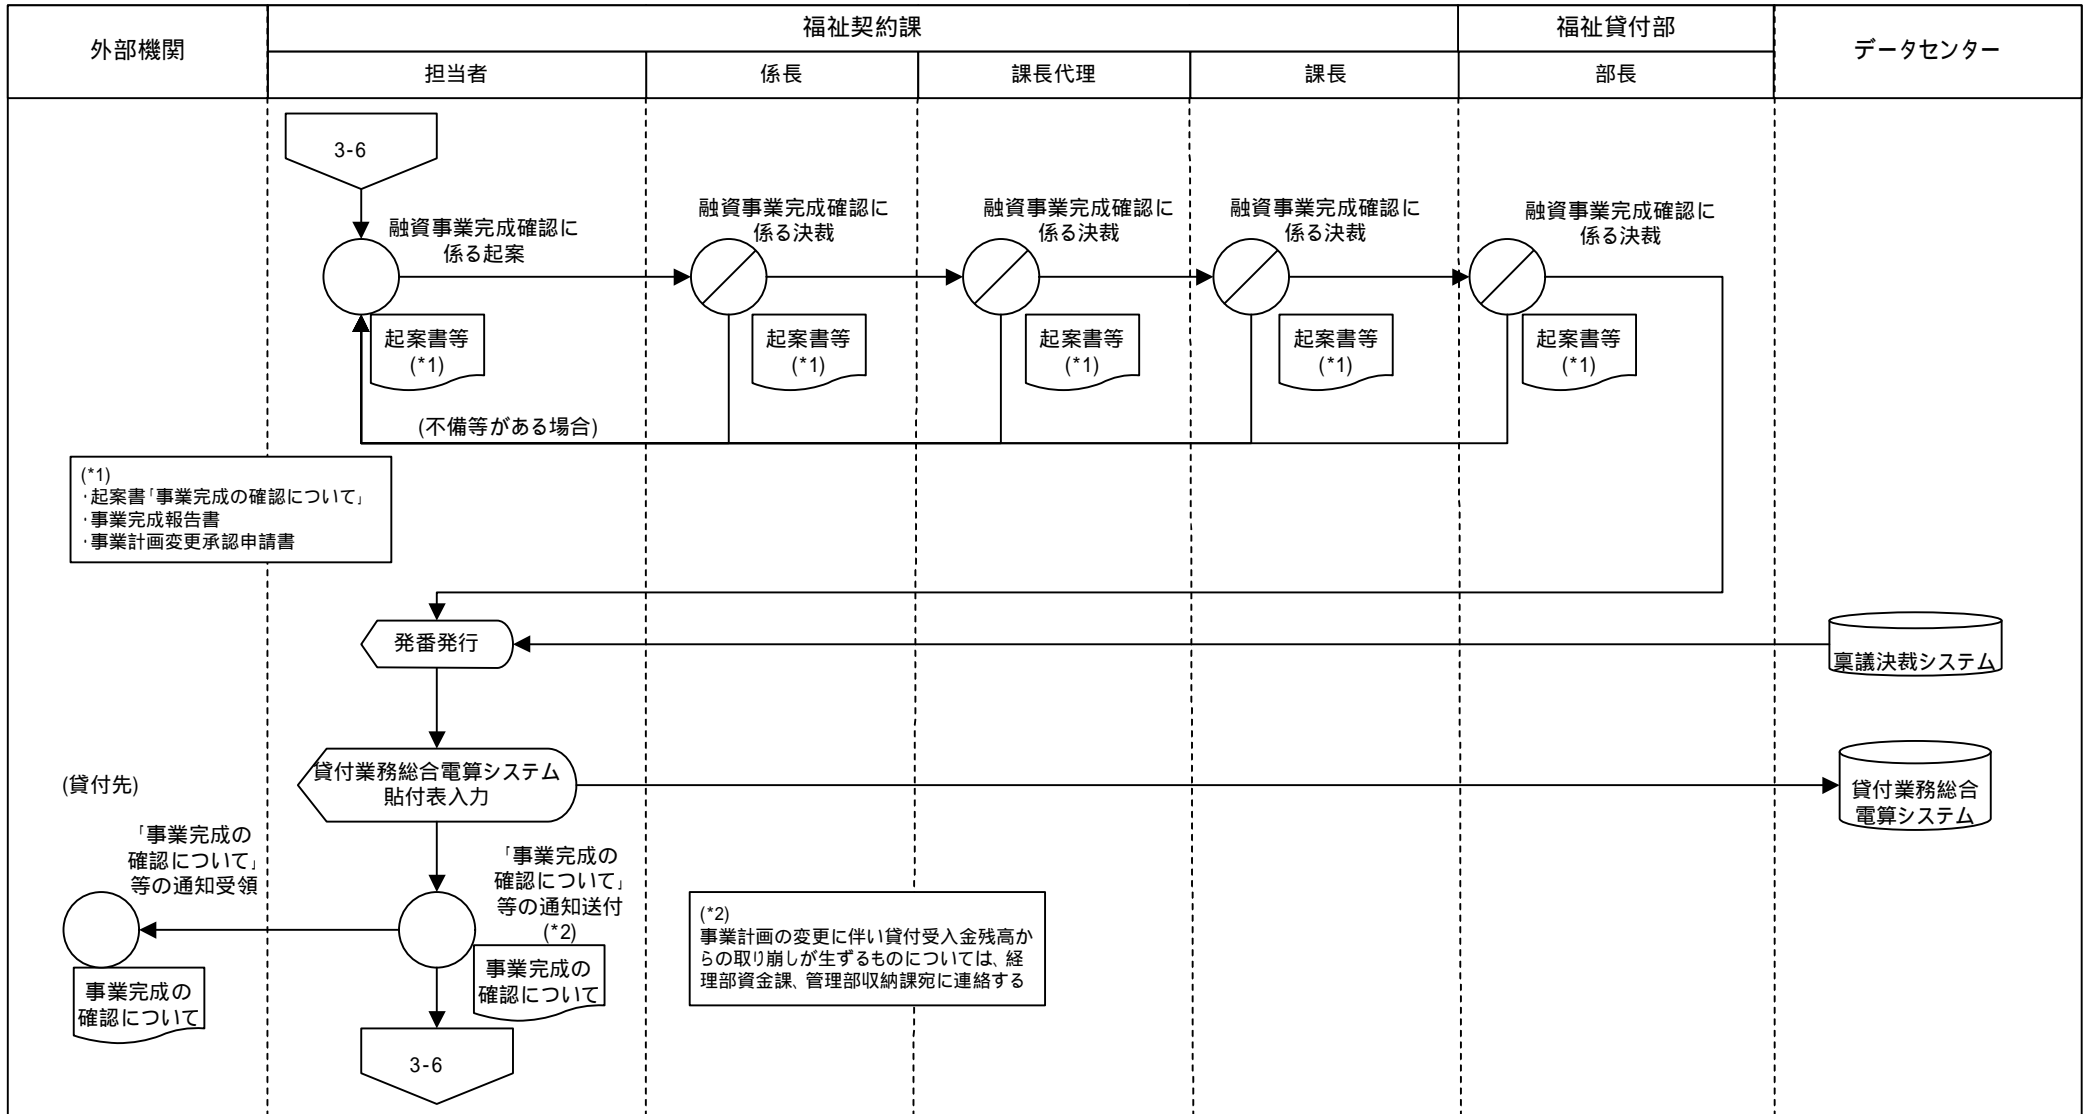 外部機関
福祉契約課
福祉貸付部
データセンター
担当者
係長
課長代理
課長
部長
3-6
融資事業完成確認に
係る起案
融資事業完成確認に
係る決裁
融資事業完成確認に
係る決裁
融資事業完成確認に
係る決裁
融資事業完成確認に
係る決裁
起案書等
(*1)
起案書等
(*1)
起案書等
(*1)
起案書等
(*1)
起案書等
(*1)
(不備等がある場合)
(*1)
・起案書「事業完成の確認について」
・事業完成報告書
・事業計画変更承認申請書
発番発行
稟議決裁システム
貸付業務総合電算システム
貼付表入力
貸付業務総合
電算システム
(貸付先)
「事業完成の
確認について」
等の通知受領
「事業完成の
確認について」
等の通知送付
(*2)
事業完成の
確認について
事業完成の
確認について
(*2)
事業計画の変更に伴い貸付受入金残高か
らの取り崩しが生ずるものについては、経
理部資金課、管理部収納課宛に連絡する
3-6